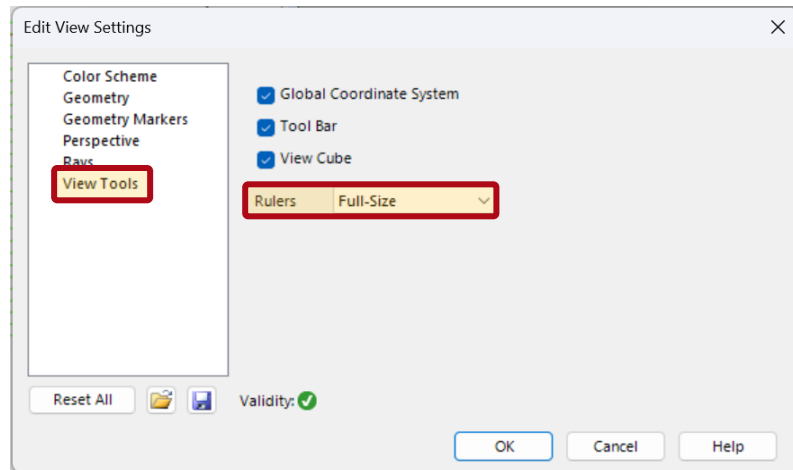 Edit View Settings
Color Scheme
Geometry
Geometry Markers
Perspective
Rays
View Tools
Global Coordinate System
Tool Bar
View Cube
Rulers Full-Size
Reset All Validity:
OK Cancel Help